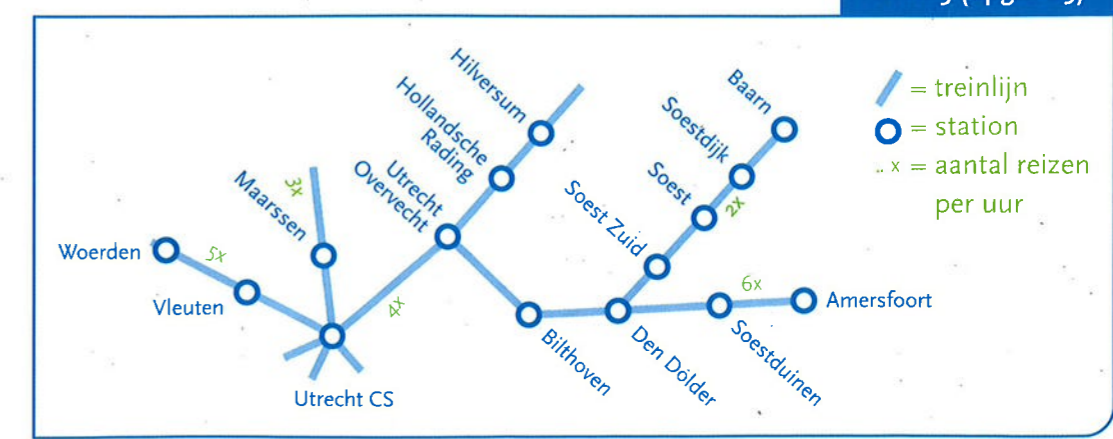 Hilversum
Hollandsche
Rading
Utrecht
Overvecht
Maarssen
3x
Woerden
5x
Vleuten
Utrecht CS
4x
Bilthoven
Den Dolder
Soestduinen
6x
Amersfoort
Soest Zuid
Soest
2x
Soestdijk
Baarn
= treinlijn
= station
.. x = aantal reizen
per uur